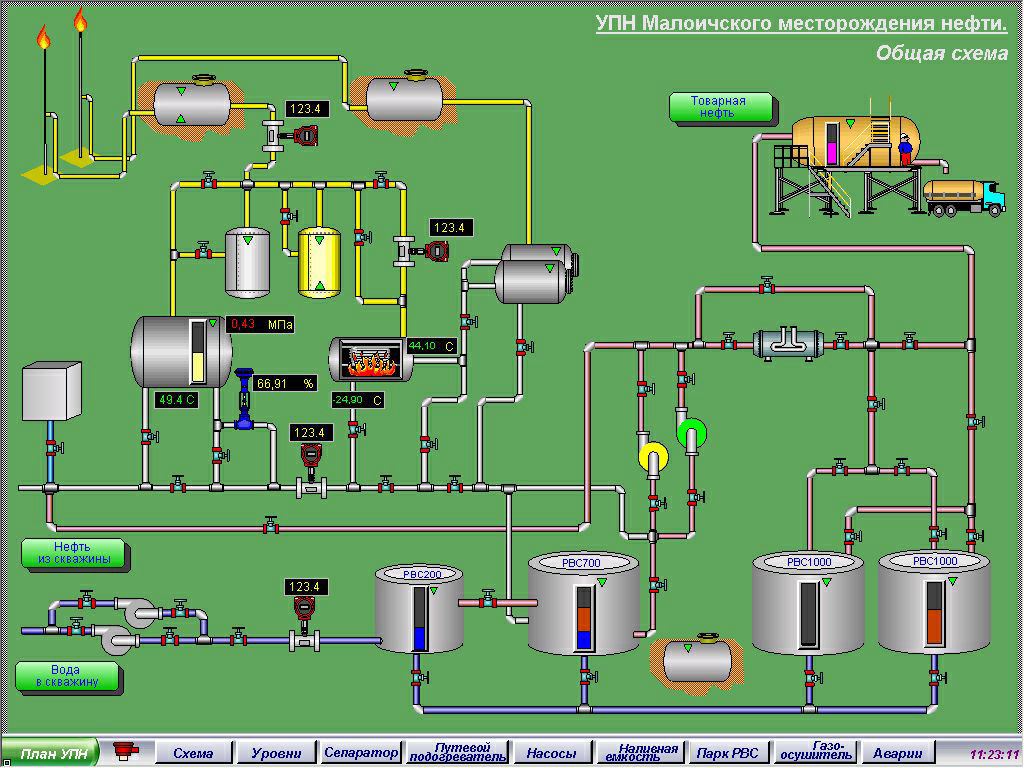 УПН Малоичского месторождения нефти.
Общая схема
Товарная
нефть
123.4
123.4
0,43 МПа
44,10 С
66,91 %
49.4 С
-24,90 С
123.4
Нефть
из скважины
РВС200
РВС700
РВС1000
РВС1000
123.4
Вода
в скважину
План УПН
Схема
Уровни
Сепаратор
Путевой
подогреватель
Насосы
Наливная
емкость
Парк РВС
Газо-
осушитель
Аварии
11:23:11